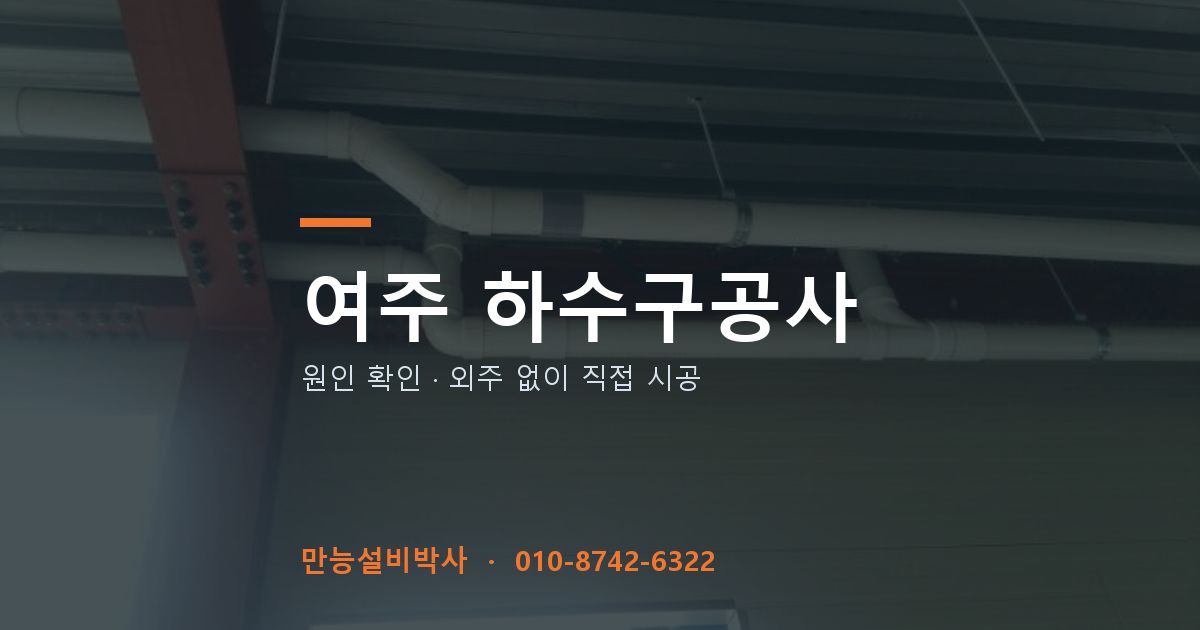 여주 하수구공사
원인 확인 · 외주 없이 직접 시공
만능설비박사 · 010-8742-6322